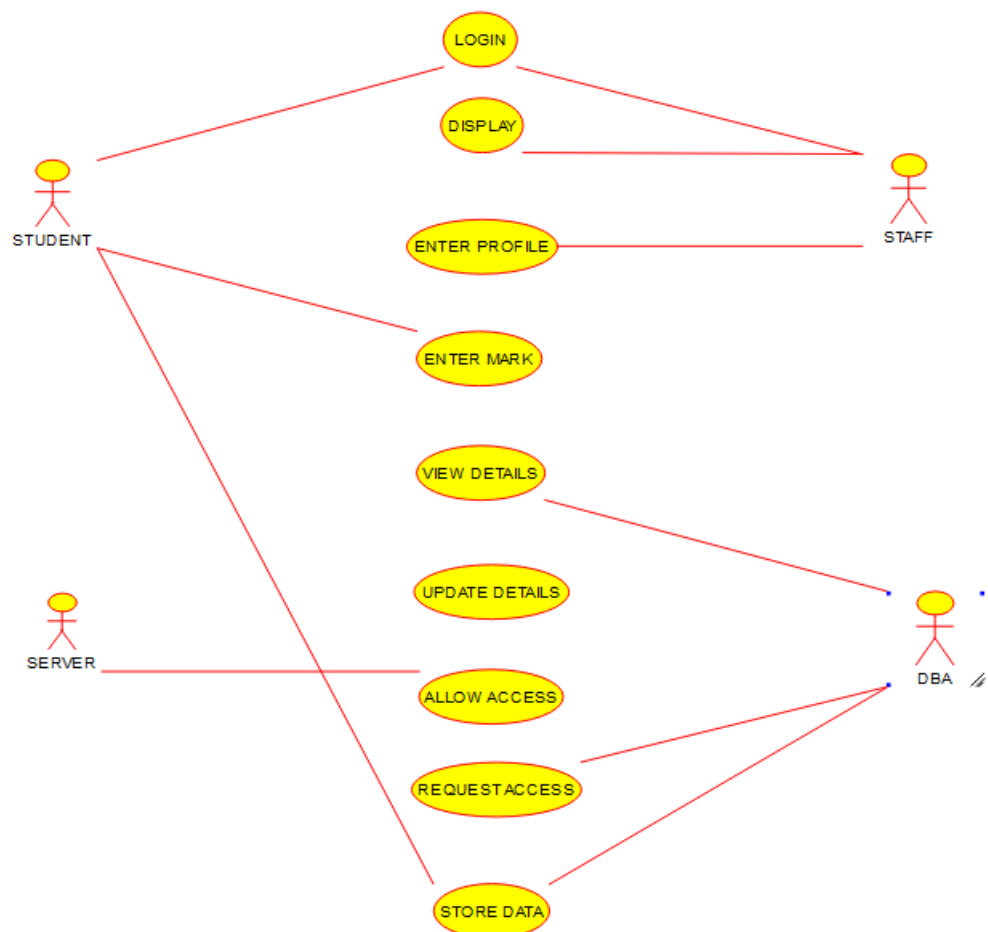 LOGIN
DISPLAY
STUDENT
STAFF
ENTER PROFILE
ENTER MARK
VIEW DETAILS
UPDATE DETAILS
SERVER
DBA
ALLOW ACCESS
REQUEST ACCESS
STORE DATA